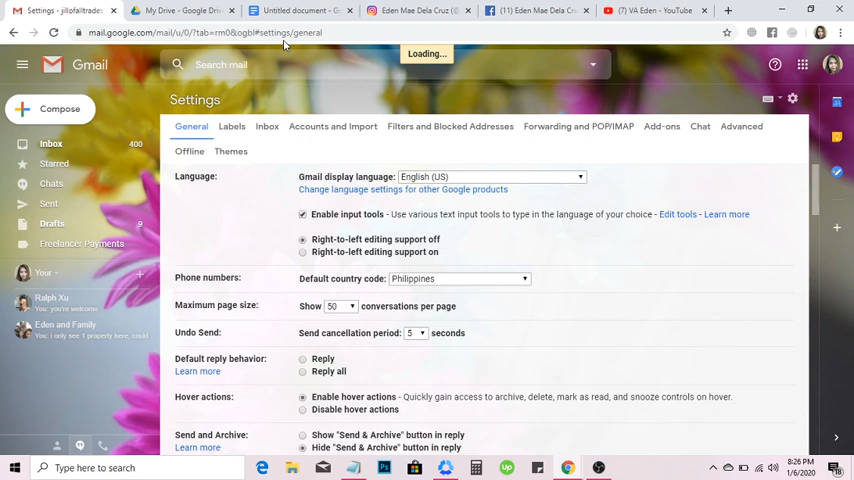 Settings - jillofalltrades
My Drive - Google Drive
Untitled document - Go
Eden Mae Dela Cruz (@
(11) Eden Mae Dela Cru
(7) VA Eden - YouTube
mail.google.com/mail/u/0/?tab=rm0&ogbl#settings/general
Loading...
Gmail
Search mail
Compose
Inbox 400
Starred
Chats
Sent
Drafts 9
Freelancer Payments
Your
Ralph Xu
You: you're welcome
Eden and Family
You: i only see 1 property here, could
Settings
General Labels Inbox Accounts and Import Filters and Blocked Addresses Forwarding and POP/IMAP Add-ons Chat Advanced
Offline Themes
Language: Gmail display language: English (US)
Change language settings for other Google products
Enable input tools - Use various text input tools to type in the language of your choice - Edit tools - Learn more
Right-to-left editing support off
Right-to-left editing support on
Phone numbers: Default country code: Philippines
Maximum page size: Show 50 conversations per page
Undo Send: Send cancellation period: 5 seconds
Default reply behavior: Reply
Learn more Reply all
Hover actions: Enable hover actions - Quickly gain access to archive, delete, mark as read, and snooze controls on hover.
Disable hover actions
Send and Archive: Show "Send & Archive" button in reply
Learn more Hide "Send & Archive" button in reply
Type here to search
8:26 PM
1/6/2020